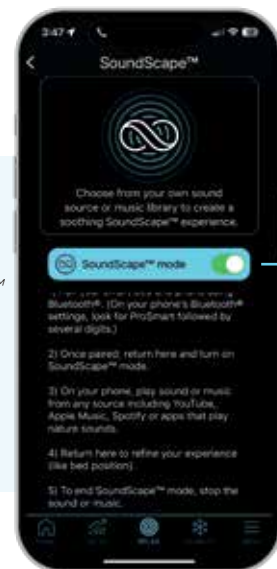 3:47
SoundScape™
Choose from your own sound
source or music library to create a
soothing SoundScape™ experience.
SoundScape™ mode
Bluetooth®. (On your phone's Bluetooth®
settings, look for ProSmart followed by
several digits.)
2) Once paired, return here and turn on
SoundScape™ mode.
3) On your phone, play sound or music
from any source including YouTube,
Apple Music, Spotify or apps that play
nature sounds.
4) Return here to refine your experience
(like bed position).
5) To end SoundScape™ mode, stop the
sound or music.